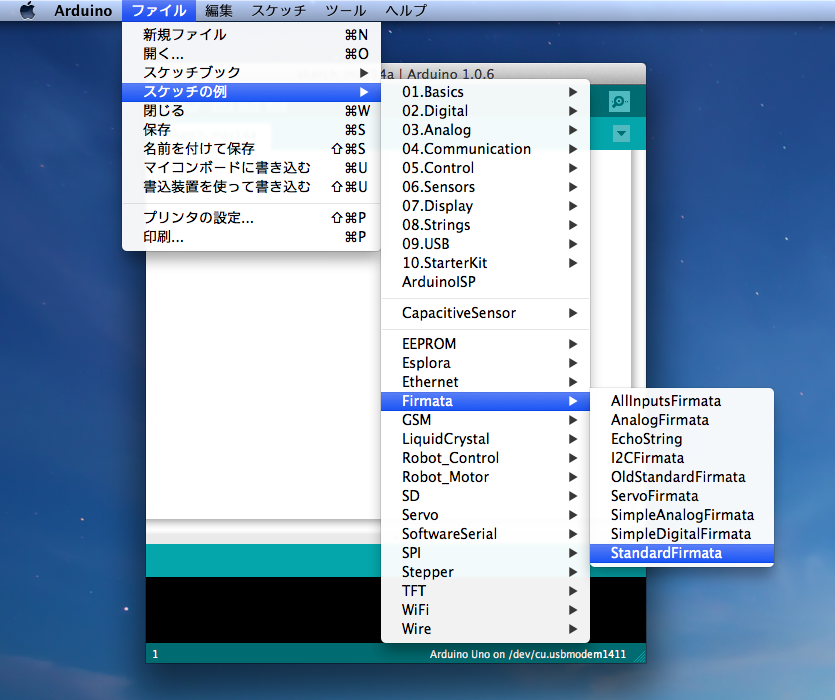 Arduino ファイル 編集 スケッチ ツール ヘルプ
新規ファイル ⌘N
開く... ⌘O
スケッチブック ▶
スケッチの例 ▶
閉じる ⌘W
保存 ⌘S
名前を付けて保存 ⇧⌘S
マイコンボードに書き込む ⌘U
書込装置を使って書き込む ⇧⌘U
プリンタの設定... ⇧⌘P
印刷... ⌘P
4a | Arduino 1.0.6
01.Basics ▶
02.Digital ▶
03.Analog ▶
04.Communication ▶
05.Control ▶
06.Sensors ▶
07.Display ▶
08.Strings ▶
09.USB ▶
10.StarterKit ▶
ArduinoISP
CapacitiveSensor ▶
EEPROM ▶
Esplora ▶
Ethernet ▶
Firmata ▶
GSM ▶
LiquidCrystal ▶
Robot_Control ▶
Robot_Motor ▶
SD ▶
Servo ▶
SoftwareSerial ▶
SPI ▶
Stepper ▶
TFT ▶
WiFi ▶
Wire ▶
AllInputsFirmata
AnalogFirmata
EchoString
I2CFirmata
OldStandardFirmata
ServoFirmata
SimpleAnalogFirmata
SimpleDigitalFirmata
StandardFirmata
1 Arduino Uno on /dev/cu.usbmodem1411